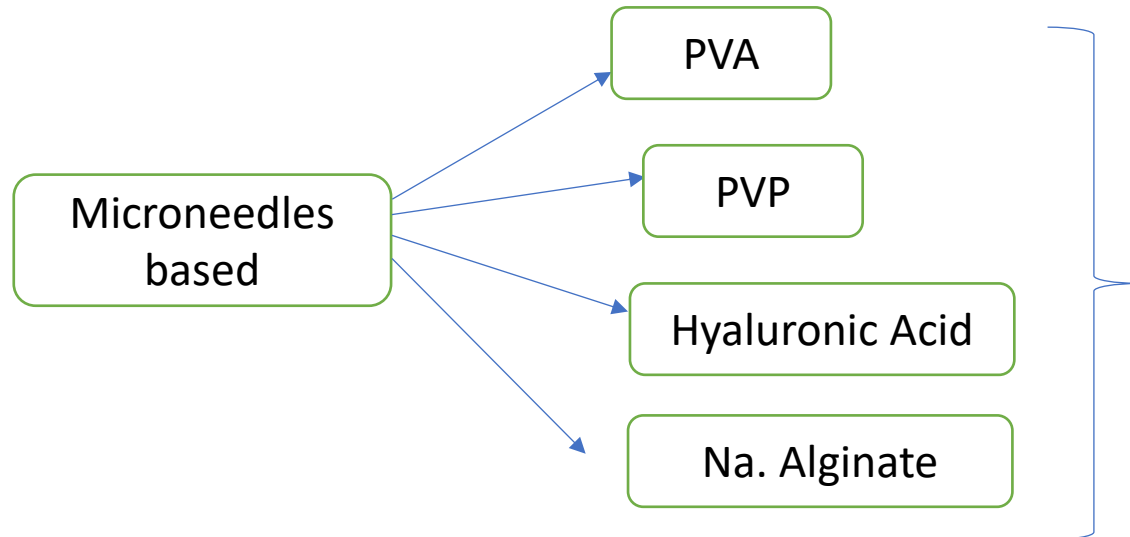 PVA
PVP
Microneedles
based
Hyaluronic Acid
Na. Alginate